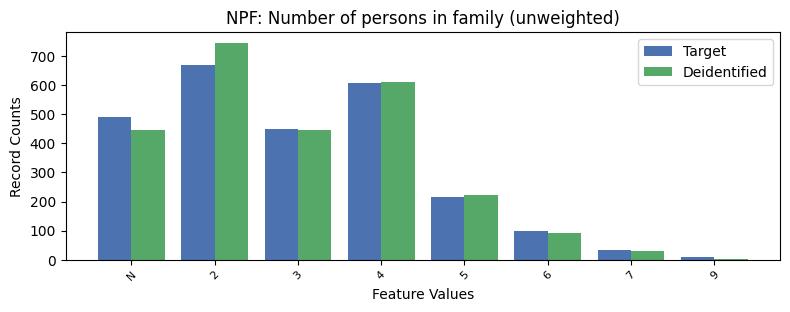 NPF: Number of persons in family (unweighted)
Target
Deidentified
Record Counts
700
600
500
400
300
200
100
0
N 2 3 4 5 6 7 9
Feature Values